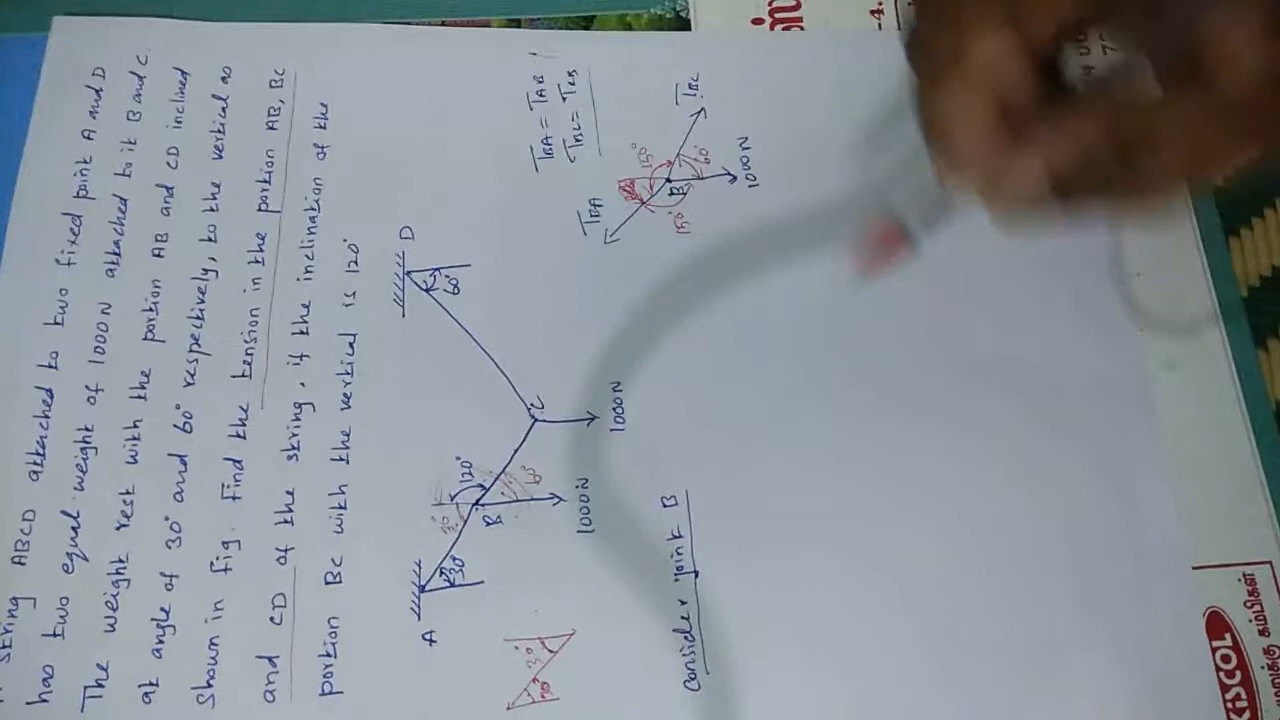 string ABCD attached to two fixed point A and D
has two equal weight of 1000N attached to it B and C.
The weight rest with the portion AB and CD inclined
at angle of 30° and 60° respectively, to the vertical as
shown in fig. Find the tension in the portion AB, BC
and CD of the string, if the inclination of the
portion BC with the vertical is 120°
A
30°
30°
120°
B
60°
1000N
C
1000N
D
60°
30°
30°
TBA = TAB
TBC = TCB
TBA
TBC
150°
60°
B
1000N
Consider joint B
KISCOL
முறுக்கு கம்பிகள்